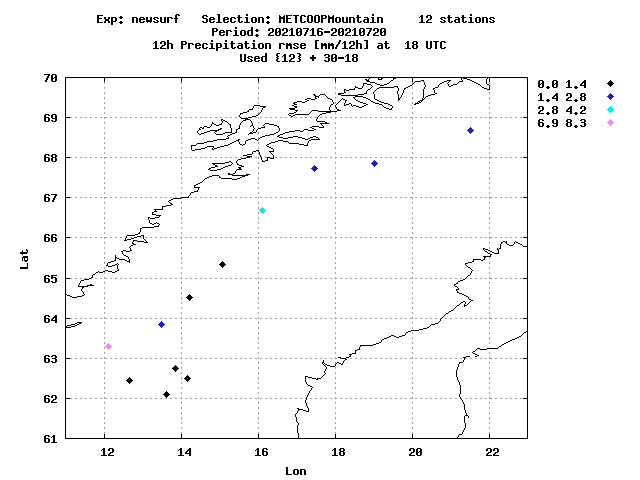 Exp: newsurf Selection: METCOOPMountain 12 stations
Period: 20210716-20210720
12h Precipitation rmse [mm/12h] at 18 UTC
Used {12} + 30-18
0.0 1.4
1.4 2.8
2.8 4.2
6.9 8.3
70
69
68
67
66
65
64
63
62
61
Lat
12 14 16 18 20 22
Lon